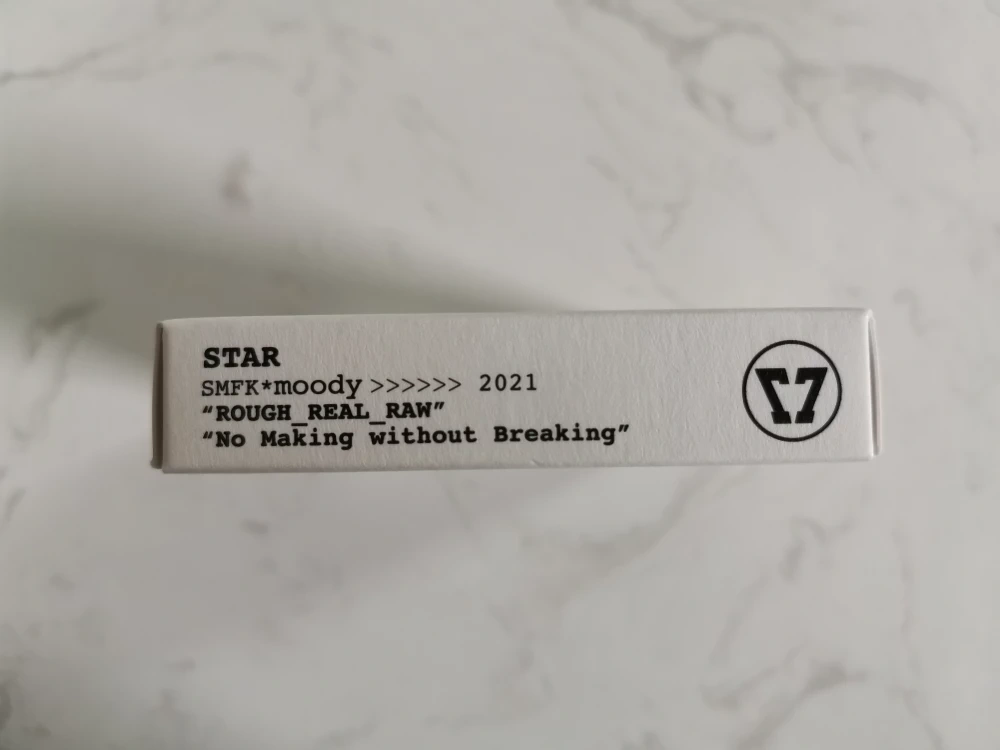 STAR
SMFK*moody >>>>>> 2021
“ROUGH_REAL_RAW”
“No Making without Breaking”